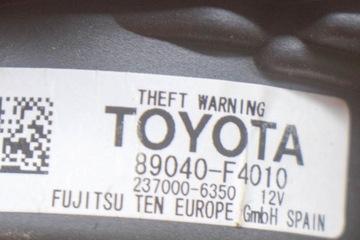 THEFT WARNING
TOYOTA
89040-F4010
237000-6350 12V
FUJITSU TEN EUROPE GmbH SPAIN